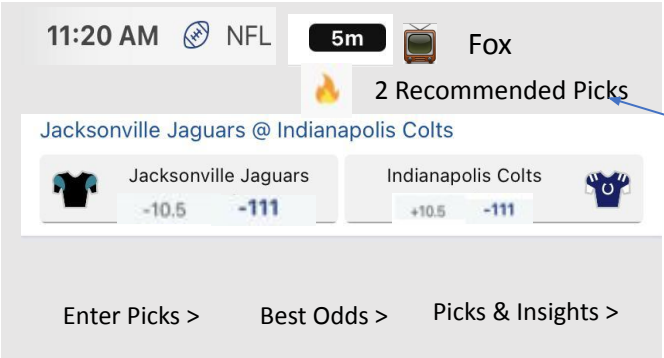 11:20 AM NFL 5m Fox
2 Recommended Picks
Jacksonville Jaguars @ Indianapolis Colts
Jacksonville Jaguars Indianapolis Colts
-10.5 -111 +10.5 -111
Enter Picks > Best Odds > Picks & Insights >